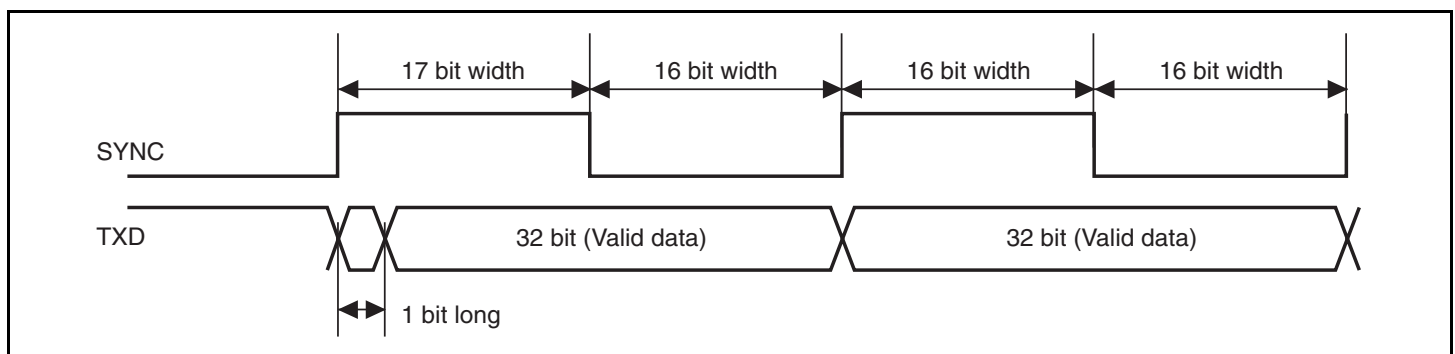 17 bit width 16 bit width 16 bit width 16 bit width
SYNC
TXD 32 bit (Valid data) 32 bit (Valid data)
1 bit long